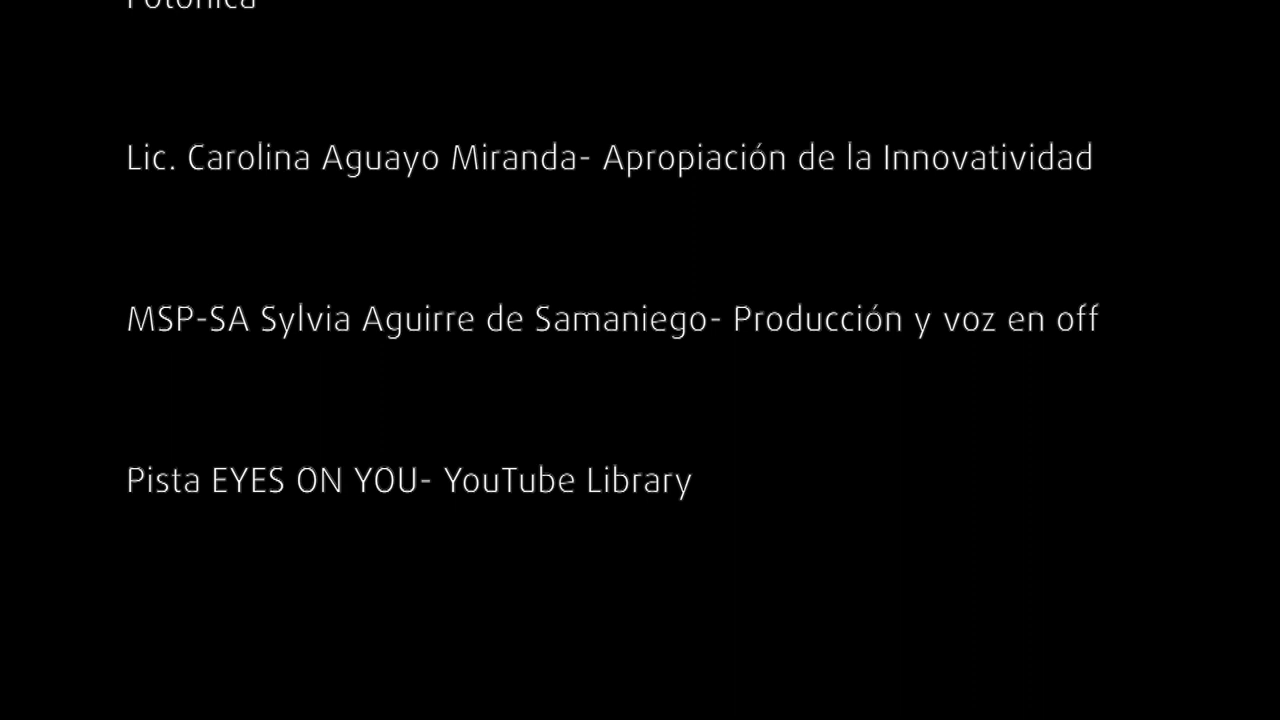 Fotónica
Lic. Carolina Aguayo Miranda- Apropiación de la Innovatividad
MSP-SA Sylvia Aguirre de Samaniego- Producción y voz en off
Pista EYES ON YOU- YouTube Library